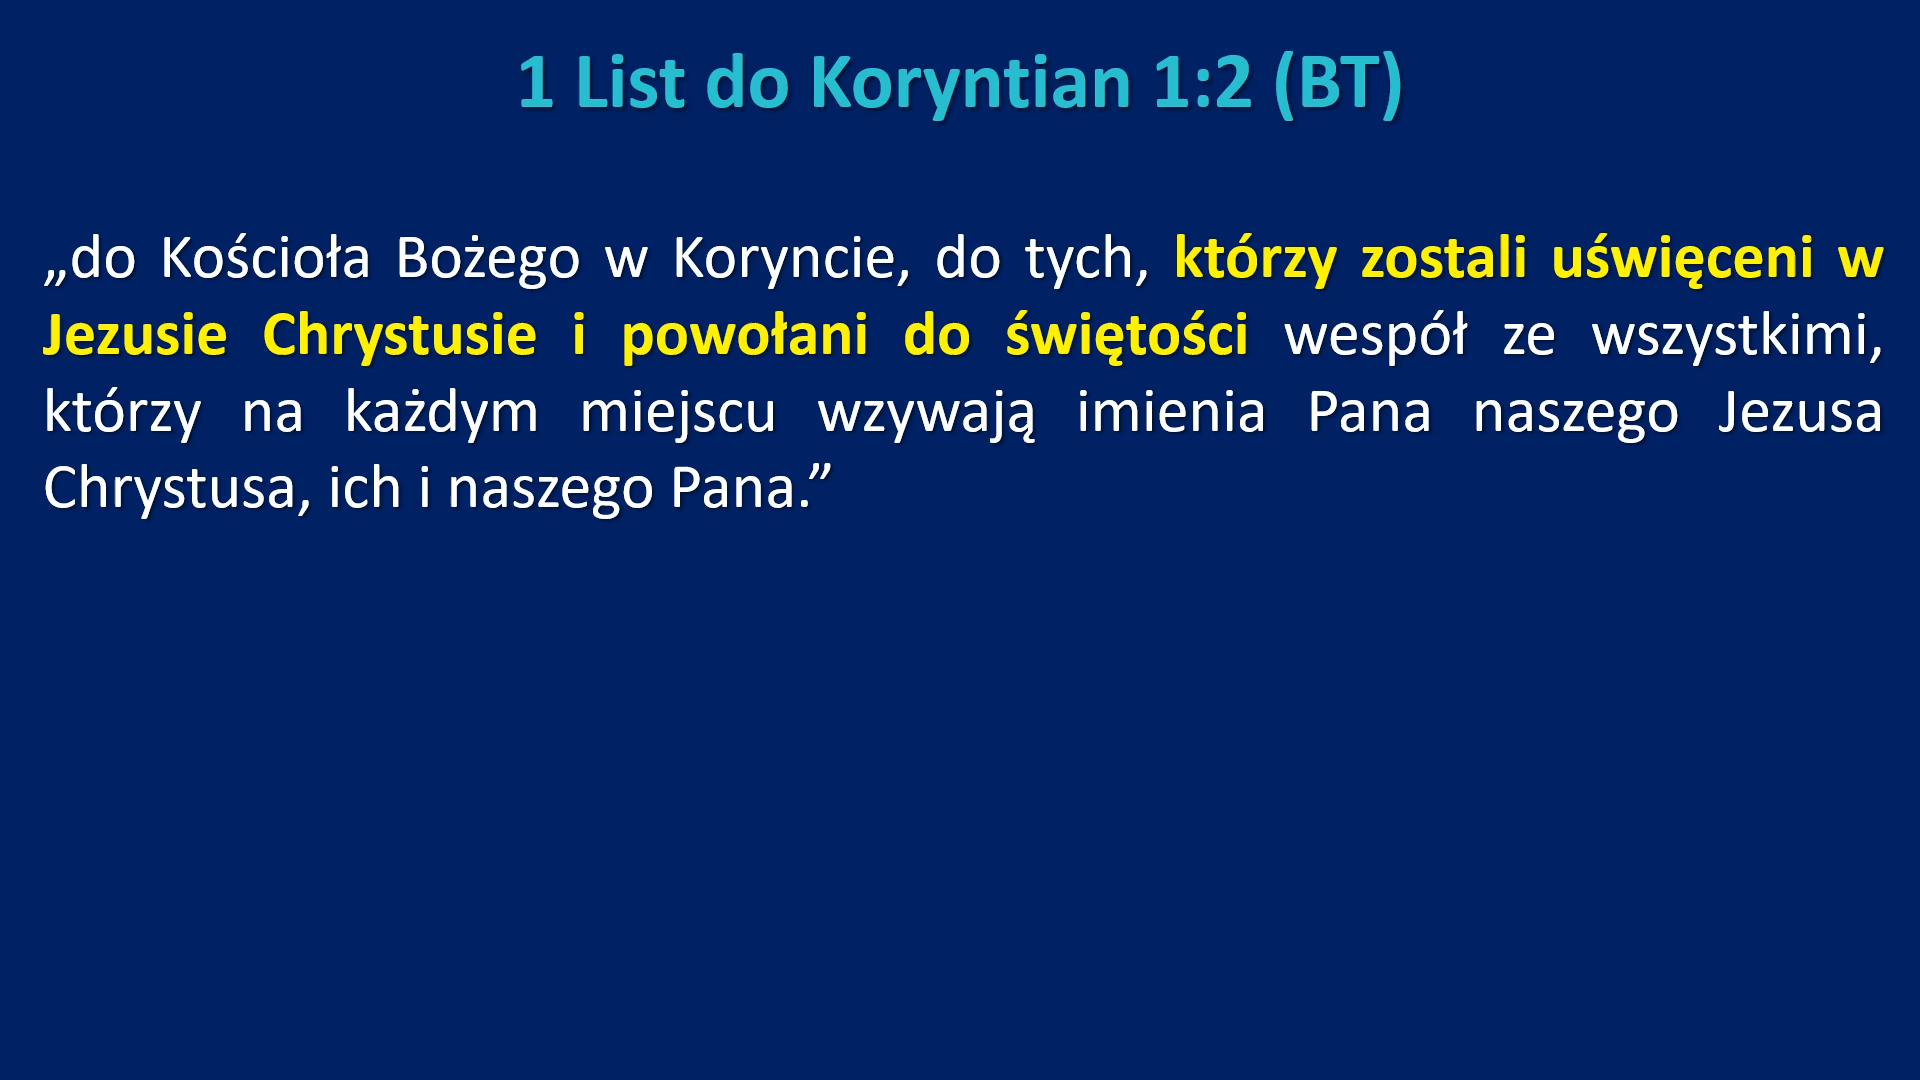 1 List do Koryntian 1:2 (BT)
„do Kościoła Bożego w Koryncie, do tych, którzy zostali uświęceni w
Jezusie Chrystusie i powołani do świętości wespół ze wszystkimi,
którzy na każdym miejscu wzywają imienia Pana naszego Jezusa
Chrystusa, ich i naszego Pana.”